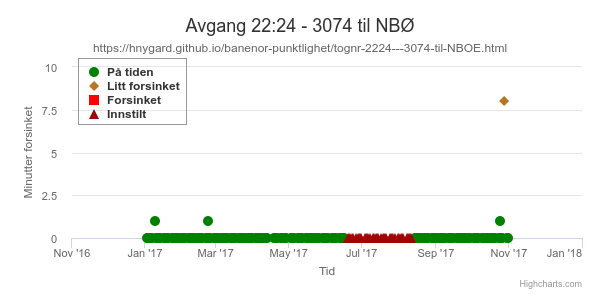 Avgang 22:24 - 3074 til NBØ
https://hnygard.github.io/banenor-punktlighet/tognr-2224---3074-til-NBOE.html
På tiden
Litt forsinket
Forsinket
Innstilt
Minutter forsinket
10
7.5
5
2.5
0
Nov '16 Jan '17 Mar '17 May '17 Jul '17 Sep '17 Nov '17 Jan '18
Tid
Highcharts.com